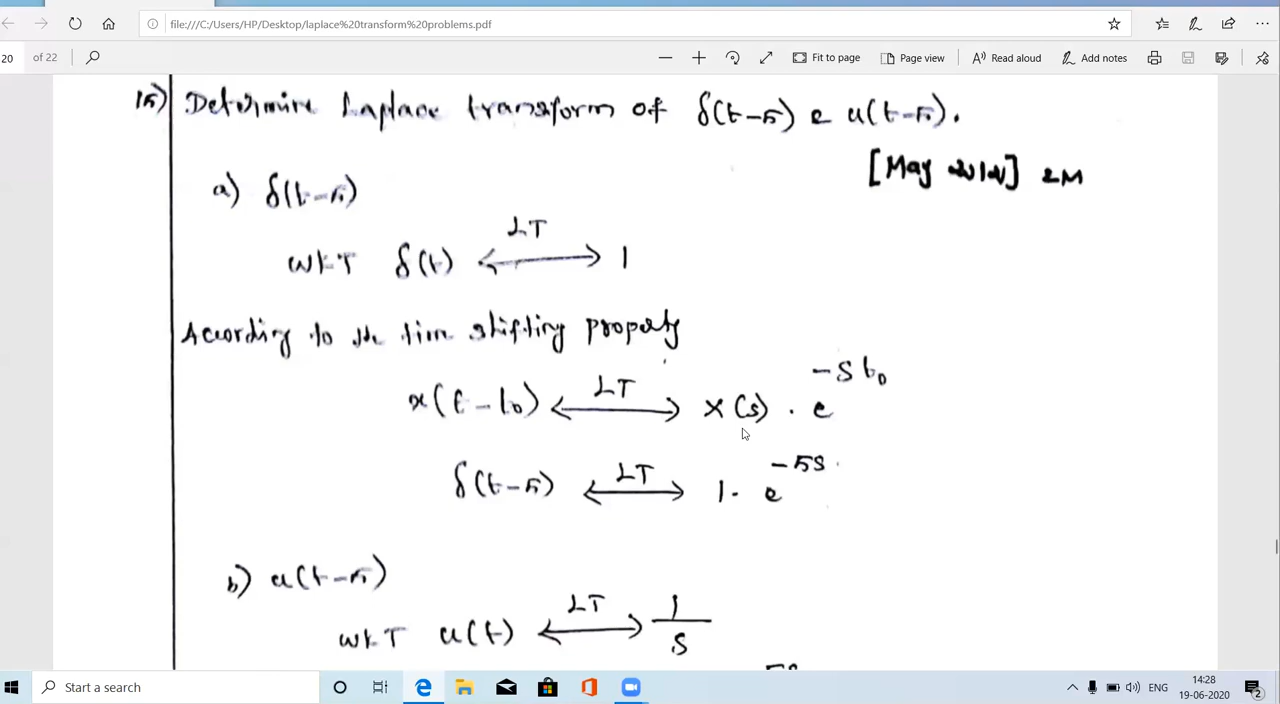 file:///C:/Users/HP/Desktop/laplace%20transform%20problems.pdf
20 of 22 Fit to page Page view Read aloud Add notes
15) Determine Laplace transform of δ(t-5) & u(t-5).
[May 2012] 2M
a) δ(t-5)
WKT δ(t) <--LT--> 1
According to the time shifting property
x(t-t₀) <--LT--> X(s) . e^-st₀
δ(t-5) <--LT--> 1. e^-5s
b) u(t-5)
WKT u(t) <--LT--> 1/s
Start a search
ENG 14:28
19-06-2020
2